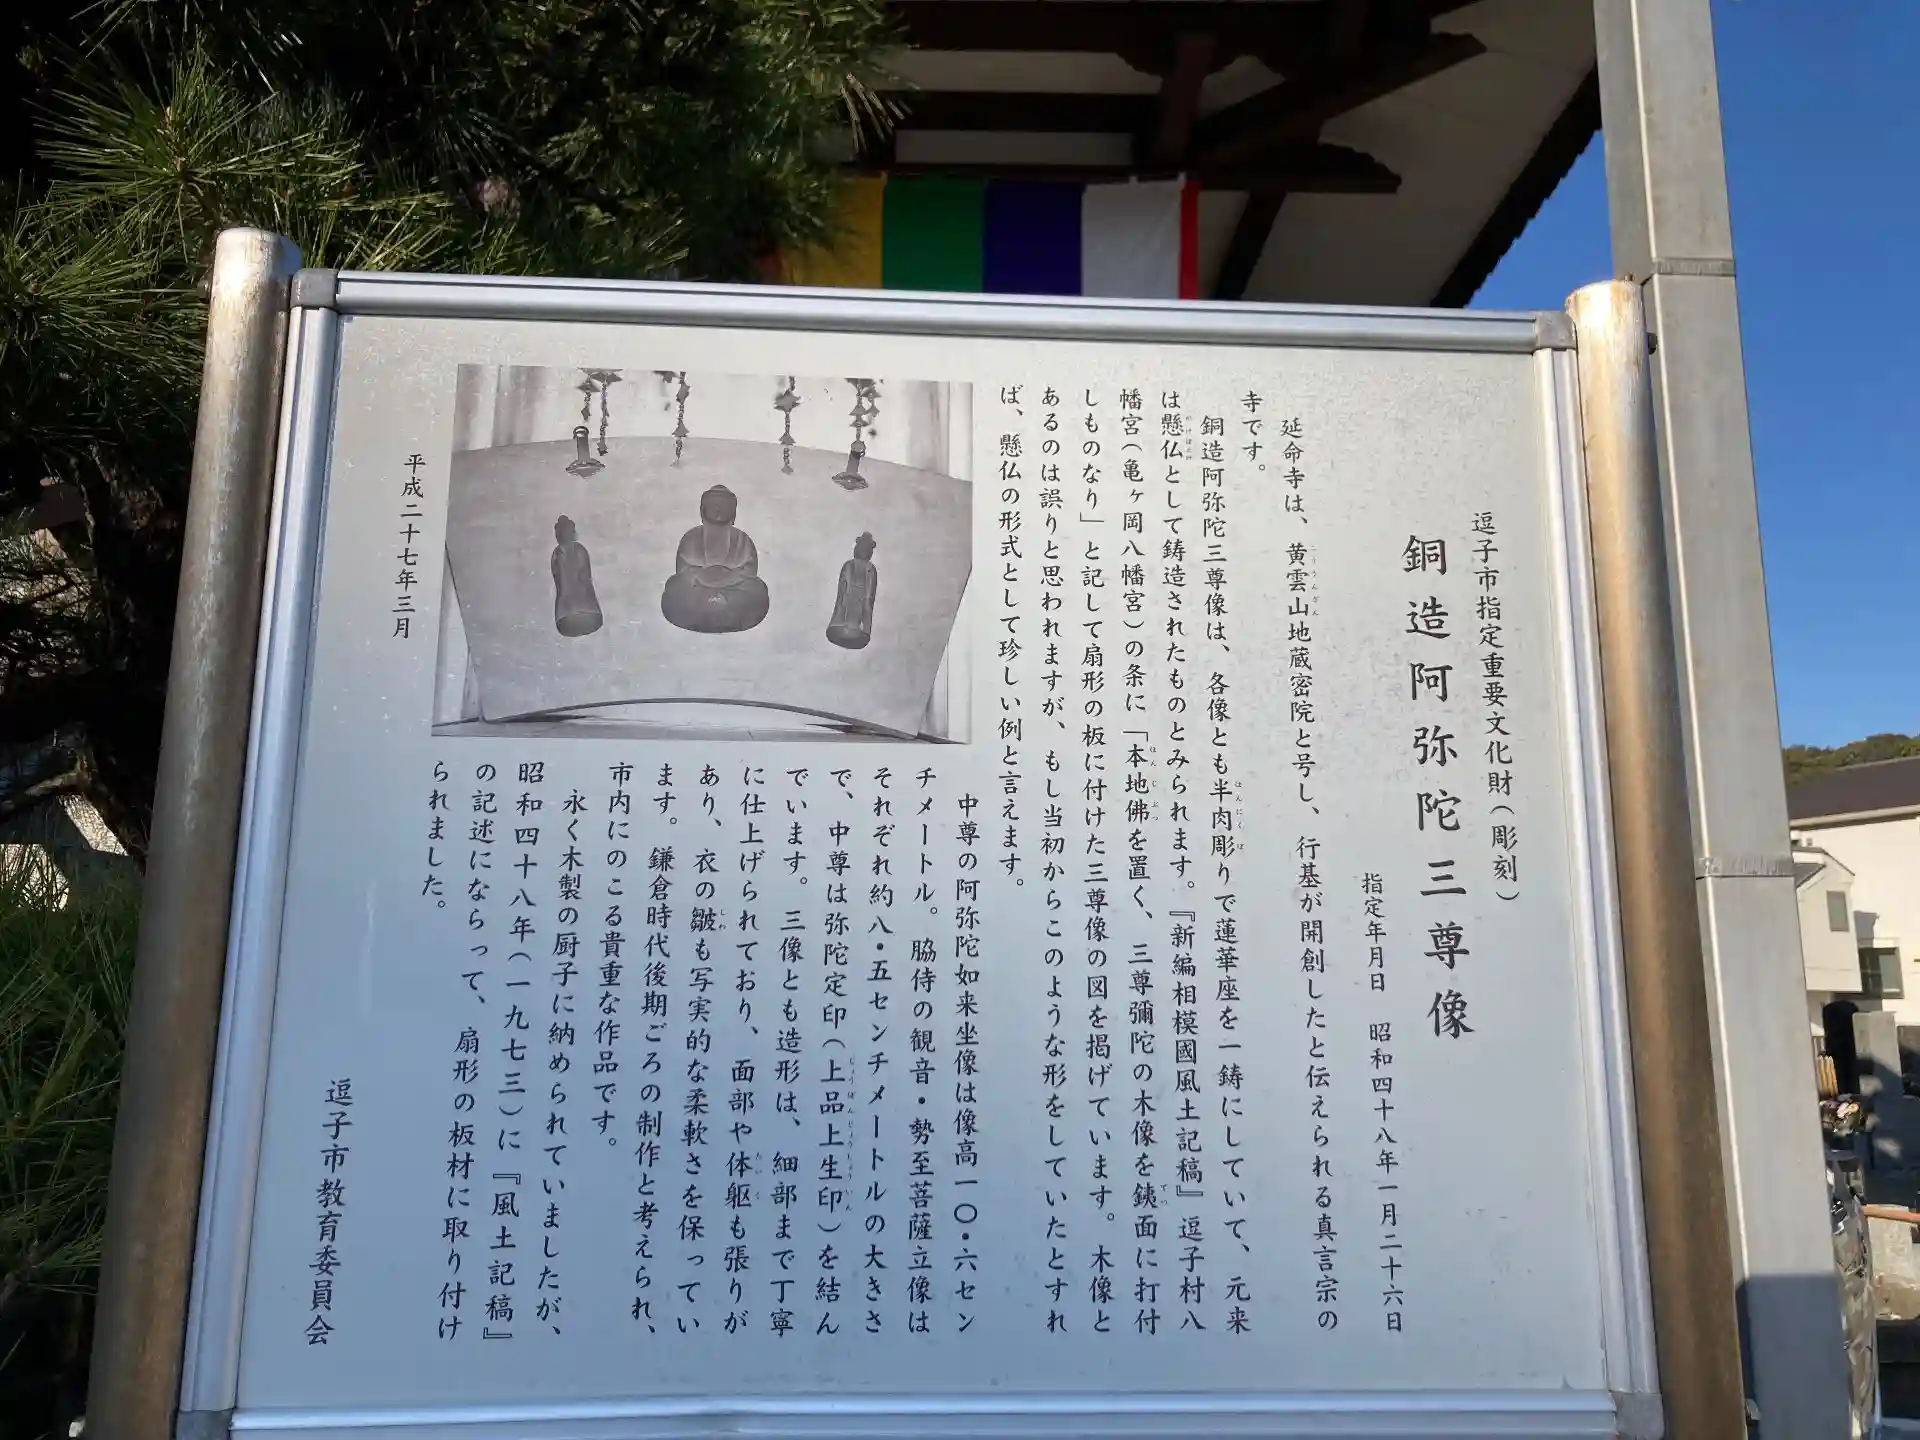 逗子市指定重要文化財(彫刻)
銅造阿弥陀三尊像
指定年月日 昭和四十八年一月二十六日
延命寺は、黄雲山地蔵密院と号し、行基が開創したと伝えられる真言宗の
寺です。
銅造阿弥陀三尊像は、各像とも半肉彫りで蓮華座を一鋳にしていて、元来
は懸仏として鋳造されたものとみられます。『新編相模國風土記稿』逗子村八
幡宮(亀ヶ岡八幡宮)の条に「本地佛を置く、三尊彌陀の木像を銕面に打付
しものなり」と記して扇形の板に付けた三尊像の図を掲げています。木像と
あるのは誤りと思われますが、もし当初からこのような形をしていたとすれ
ば、懸仏の形式として珍しい例と言えます。
中尊の阿弥陀如来坐像は像高一〇・六セン
チメートル。脇侍の観音・勢至菩薩立像は
それぞれ約八・五センチメートルの大きさ
で、中尊は弥陀定印(上品上生印)を結ん
でいます。三像とも造形は、細部まで丁寧
に仕上げられており、面部や体躯も張りが
あり、衣の皺も写実的な柔軟さを保ってい
ます。鎌倉時代後期ごろの制作と考えられ、
市内にのこる貴重な作品です。
永く木製の厨子に納められていましたが、
昭和四十八年(一九七三)に『風土記稿』
の記述にならって、扇形の板材に取り付け
られました。
平成二十七年三月
逗子市教育委員会